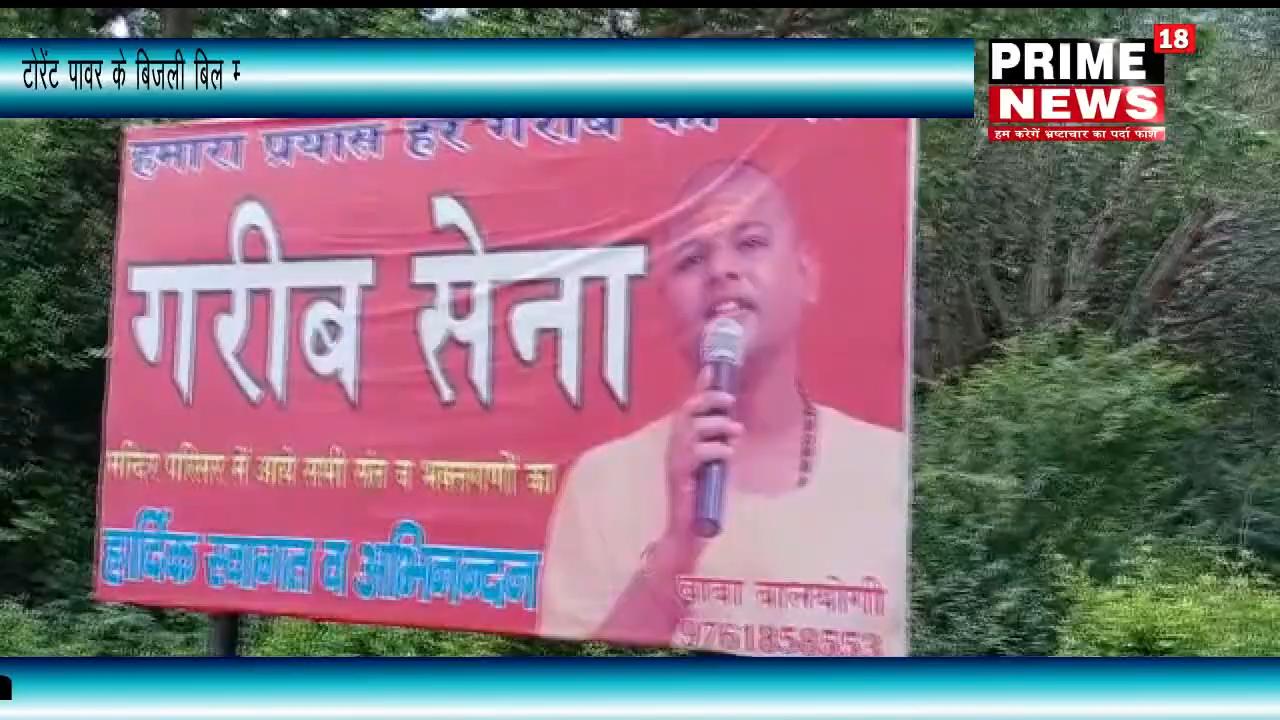 टोरेंट पावर के बिजली बिल म
PRIME 18
NEWS
हम करेगें भ्रष्टाचार का पर्दा फाश
हमारा प्रयास हर गरीब का
गरीब सेना
मन्दिर परिसर में आये सभी संत व भक्तगणों का
हार्दिक स्वागत व अभिनन्दन
बाबा बालयोगी
9761858553